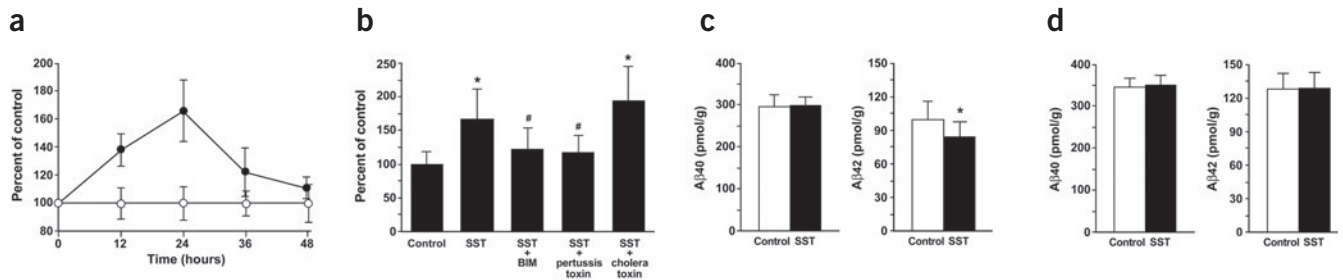 a
Percent of control
200
180
160
140
120
100
80
0
12
24
36
48
Time (hours)
b
Percent of control
250
200
150
100
50
0
*
#
#
*
Control
SST
SST
+
BIM
SST
+
pertussis
toxin
SST
+
cholera
toxin
c
Aβ40 (pmol/g)
400
300
200
100
0
Control SST
Aβ42 (pmol/g)
150
120
90
60
30
0
*
Control SST
d
Aβ40 (pmol/g)
400
300
200
100
0
Control SST
Aβ42 (pmol/g)
150
120
90
60
30
0
Control SST